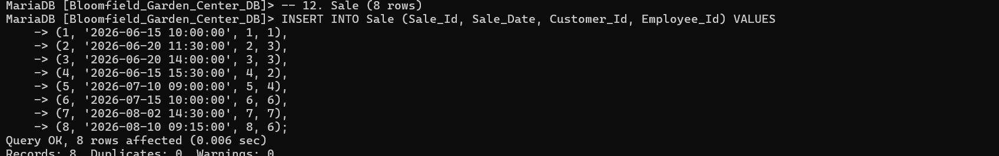 MariaDB [Bloomfield_Garden_Center_DB]> -- 12. Sale (8 rows)
MariaDB [Bloomfield_Garden_Center_DB]> INSERT INTO Sale (Sale_Id, Sale_Date, Customer_Id, Employee_Id) VALUES
    -> (1, '2026-06-15 10:00:00', 1, 1),
    -> (2, '2026-06-20 11:30:00', 2, 3),
    -> (3, '2026-06-20 14:00:00', 3, 3),
    -> (4, '2026-06-15 15:30:00', 4, 2),
    -> (5, '2026-07-10 09:00:00', 5, 4),
    -> (6, '2026-07-15 10:00:00', 6, 6),
    -> (7, '2026-08-02 14:30:00', 7, 7),
    -> (8, '2026-08-10 09:15:00', 8, 6);
Query OK, 8 rows affected (0.006 sec)
Records: 8  Duplicates: 0  Warnings: 0